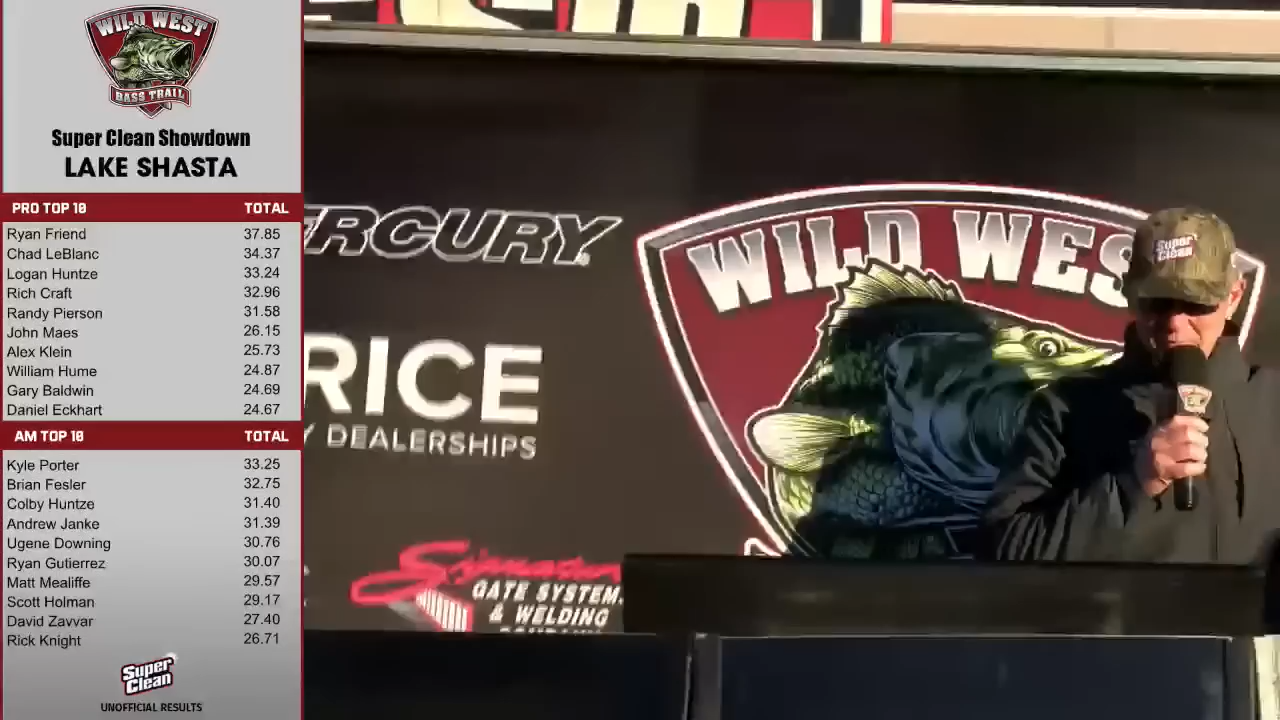 WILD WEST
BASS TRAIL
Super Clean Showdown
LAKE SHASTA
PRO TOP 10 TOTAL
Ryan Friend 37.85
Chad LeBlanc 34.37
Logan Huntze 33.24
Rich Craft 32.96
Randy Pierson 31.58
John Maes 26.15
Alex Klein 25.73
William Hume 24.87
Gary Baldwin 24.69
Daniel Eckhart 24.67
AM TOP 10 TOTAL
Kyle Porter 33.25
Brian Fesler 32.75
Colby Huntze 31.40
Andrew Janke 31.39
Ugene Downing 30.76
Ryan Gutierrez 30.07
Matt Mealiffe 29.57
Scott Holman 29.17
David Zavvar 27.40
Rick Knight 26.71
Super
Clean
UNOFFICIAL RESULTS
ERCURY
RICE
Y DEALERSHIPS
GATE SYSTEM
& WELDING
WILD WES
Super
Clean